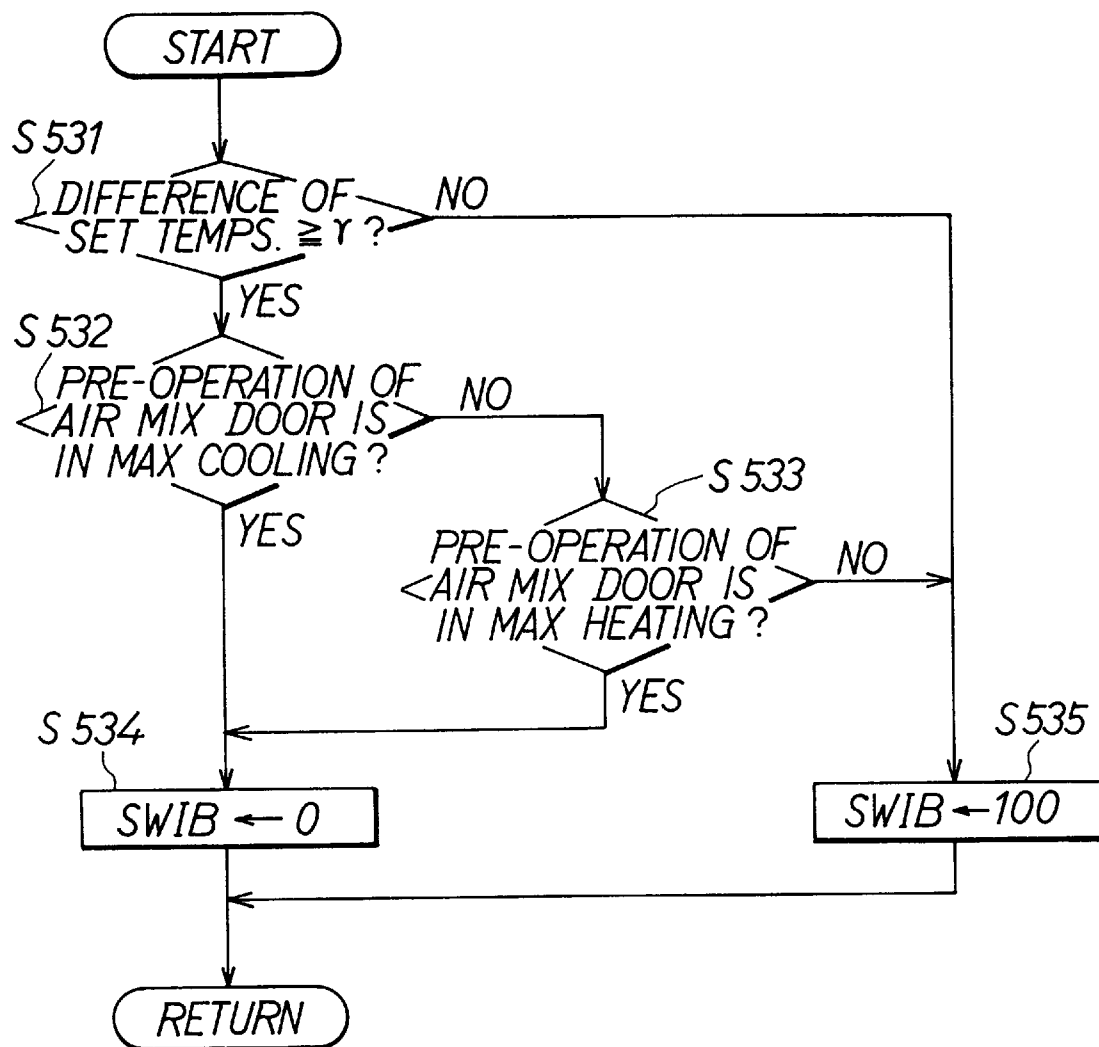 START
S 531
DIFFERENCE OF
SET TEMPS. ≧ γ ?
NO
YES
S 532
PRE-OPERATION OF
AIR MIX DOOR IS
IN MAX COOLING ?
NO
YES
S 533
PRE-OPERATION OF
AIR MIX DOOR IS
IN MAX HEATING ?
NO
YES
S 534
SWIB ← 0
S 535
SWIB ← 100
RETURN